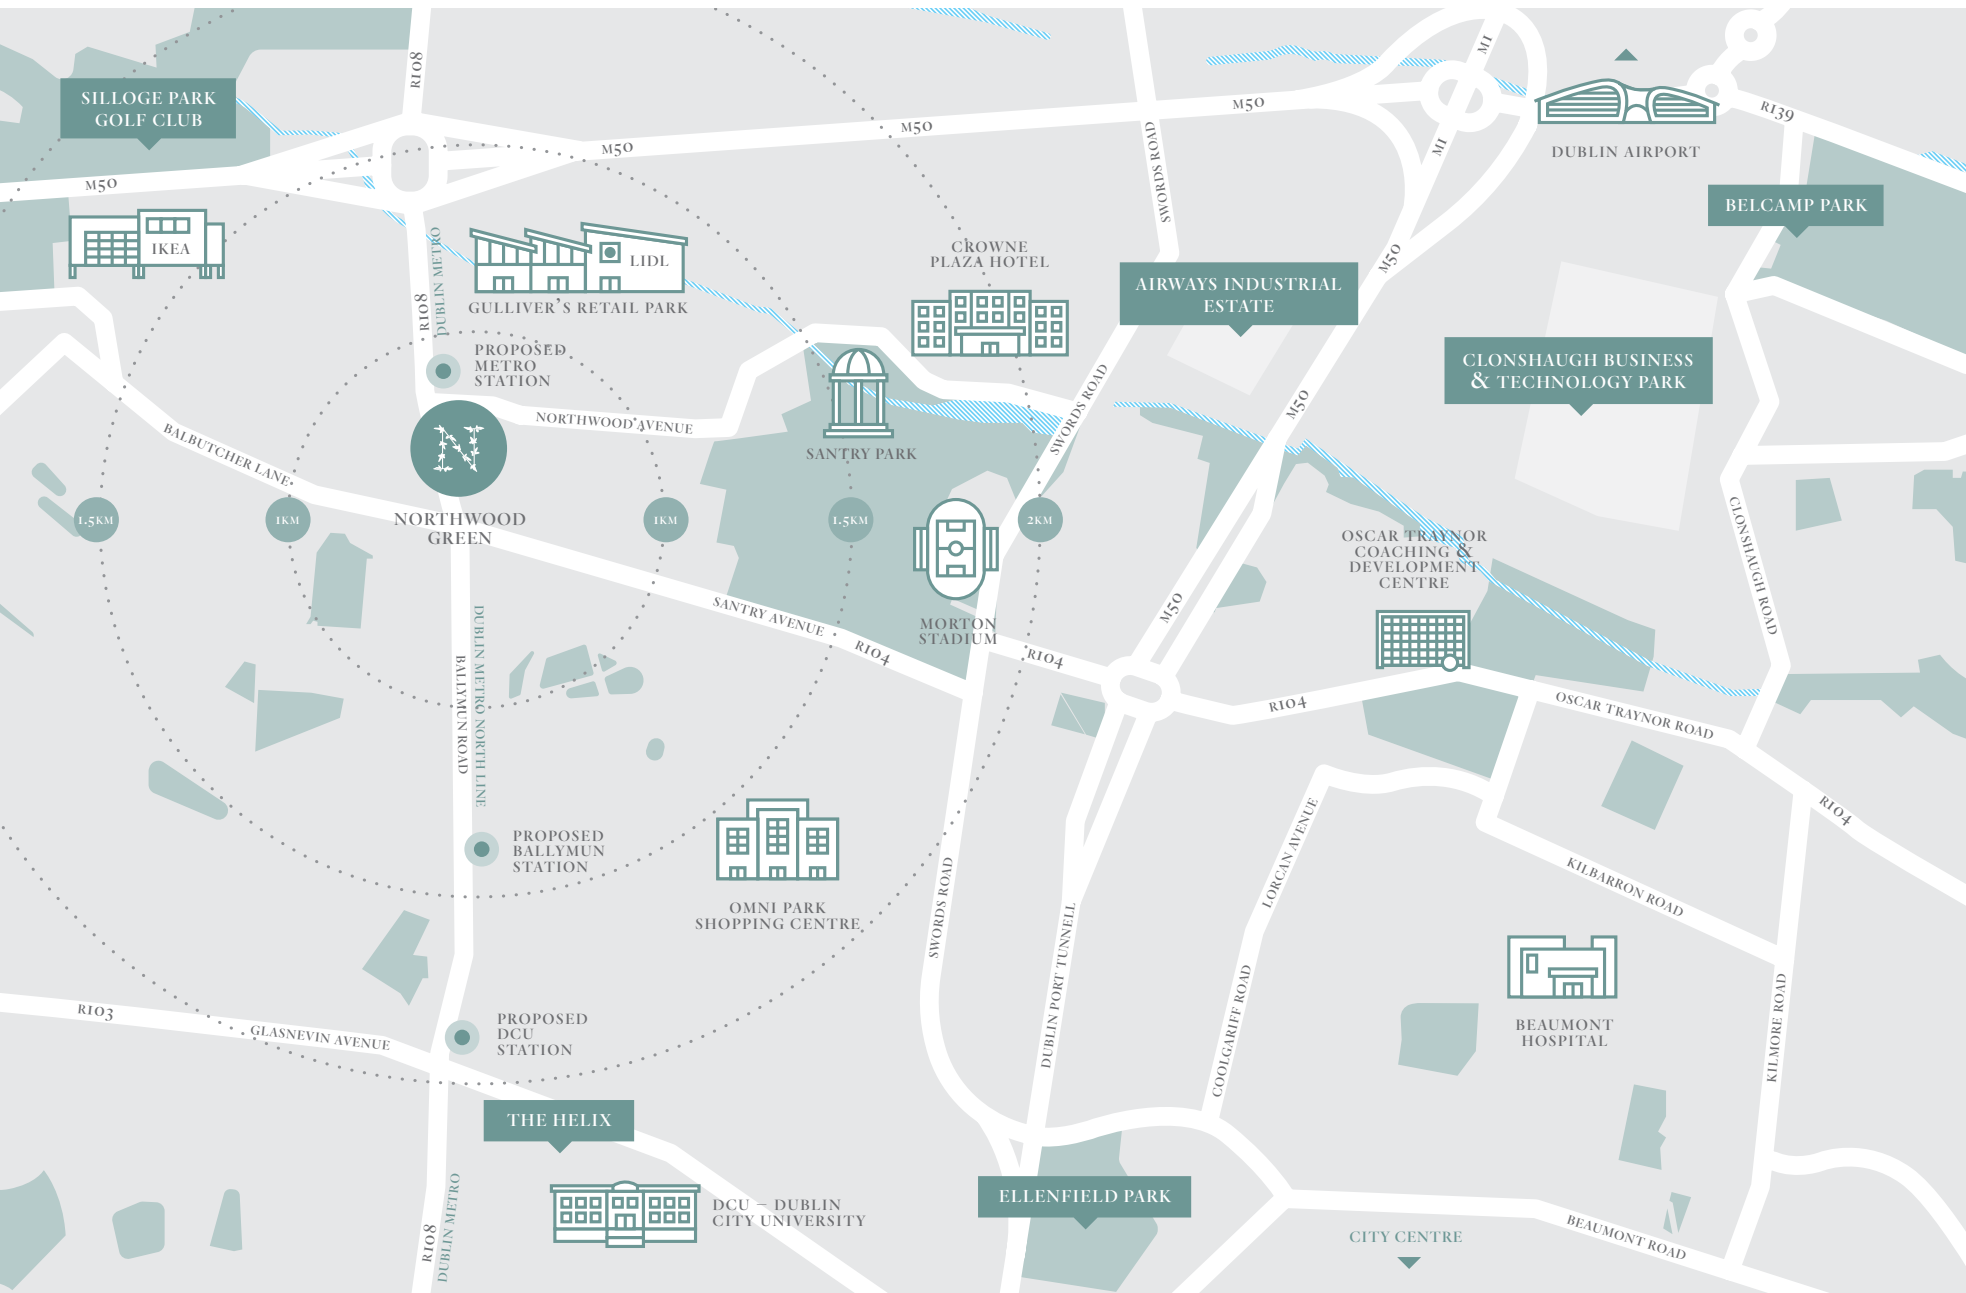 R108
M1
SILLOGE PARK
GOLF CLUB
M50
M50
M50
M50
M1
R139
DUBLIN AIRPORT
SWORDS ROAD
BELCAMP PARK
IKEA
DUBLIN METRO
R108
LIDL
GULLIVER'S RETAIL PARK
CROWNE
PLAZA HOTEL
M50
AIRWAYS INDUSTRIAL
ESTATE
PROPOSED
METRO
STATION
CLONSHAUGH BUSINESS
& TECHNOLOGY PARK
NORTHWOOD AVENUE
SWORDS ROAD
M50
BALBUTCHER LANE
N
SANTRY PARK
NORTHWOOD
GREEN
1.5KM
1KM
1KM
1.5KM
2KM
OSCAR TRAYNOR
COACHING &
DEVELOPMENT
CENTRE
CLONSHAUGH ROAD
SANTRY AVENUE
R104
MORTON
STADIUM
R104
M50
DUBLIN METRO NORTH LINE
BALLYMUN ROAD
R104
OSCAR TRAYNOR ROAD
R104
PROPOSED
BALLYMUN
STATION
OMNI PARK
SHOPPING CENTRE
SWORDS ROAD
LORCAN AVENUE
KILBARRON ROAD
DUBLIN PORT TUNNELL
COOLGARIFF ROAD
KILMORE ROAD
R103
GLASNEVIN AVENUE
PROPOSED
DCU
STATION
BEAUMONT
HOSPITAL
THE HELIX
DCU – DUBLIN
CITY UNIVERSITY
ELLENFIELD PARK
R108
DUBLIN METRO
CITY CENTRE
BEAUMONT ROAD